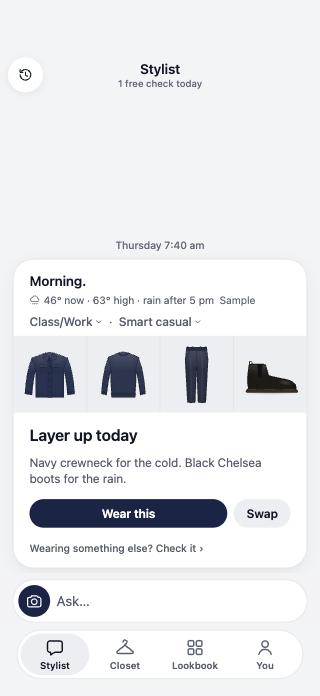 Stylist
1 free check today
Thursday 7:40 am
Morning.
46° now · 63° high · rain after 5 pm Sample
Class/Work · Smart casual
Layer up today
Navy crewneck for the cold. Black Chelsea
boots for the rain.
Wear this
Swap
Wearing something else? Check it ›
Ask...
Stylist
Closet
Lookbook
You